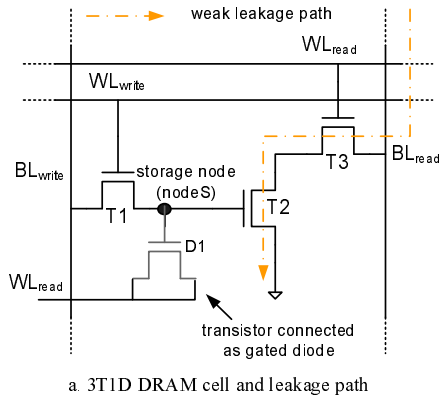 weak leakage path
WLread
WLwrite
BLwrite
storage node
(nodeS)
T3
BLread
T1
T2
D1
WLread
transistor connected
as gated diode
a. 3T1D DRAM cell and leakage path